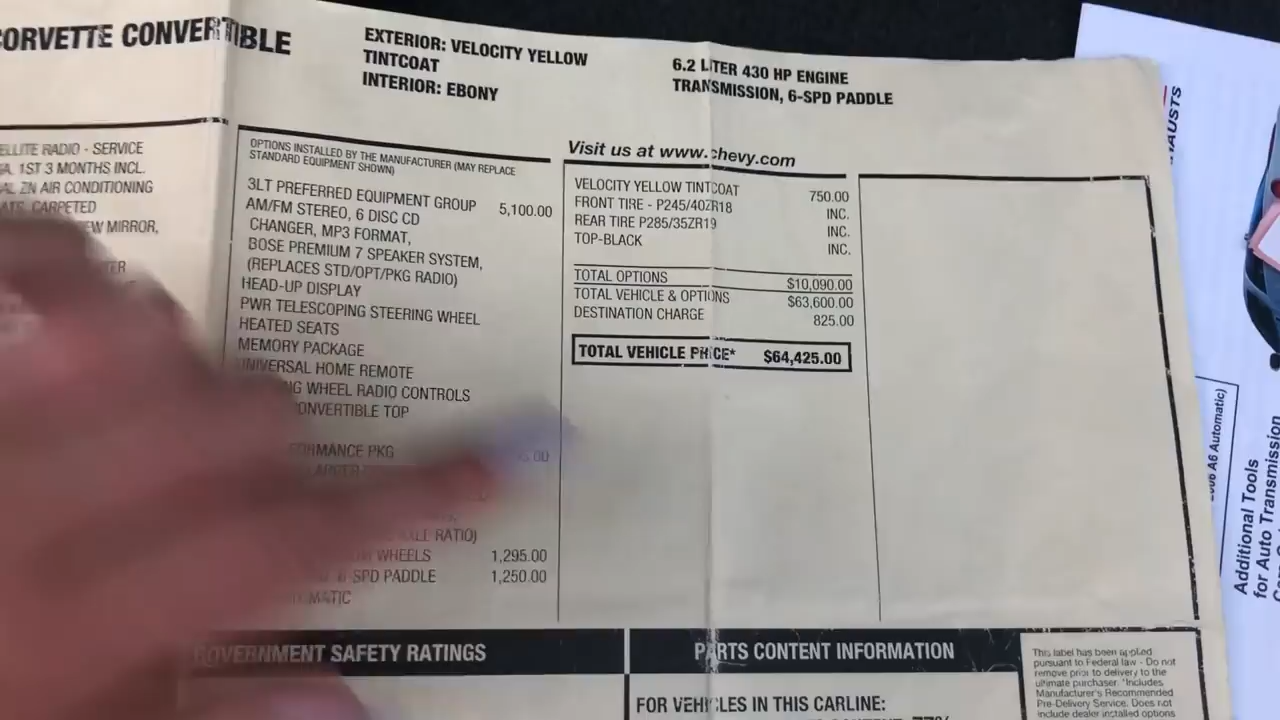 CORVETTE CONVERTIBLE
EXTERIOR: VELOCITY YELLOW
TINTCOAT
INTERIOR: EBONY
6.2 LITER 430 HP ENGINE
TRANSMISSION, 6-SPD PADDLE
RADIO - SERVICE
1ST 3 MONTHS INCL.
ZN AIR CONDITIONING
CARPETED
MIRROR,
OPTIONS INSTALLED BY THE MANUFACTURER (MAY REPLACE
STANDARD EQUIPMENT SHOWN)
3LT PREFERRED EQUIPMENT GROUP 5,100.00
AM/FM STEREO, 6 DISC CD
CHANGER, MP3 FORMAT,
BOSE PREMIUM 7 SPEAKER SYSTEM,
(REPLACES STD/OPT/PKG RADIO)
HEAD-UP DISPLAY
PWR TELESCOPING STEERING WHEEL
HEATED SEATS
MEMORY PACKAGE
UNIVERSAL HOME REMOTE
WHEEL RADIO CONTROLS
CONVERTIBLE TOP
PKG
RATIO)
WHEELS 1,295.00
SPD PADDLE 1,250.00
Visit us at www.chevy.com
VELOCITY YELLOW TINTCOAT 750.00
FRONT TIRE - P245/40ZR18 INC.
REAR TIRE P285/35ZR19 INC.
TOP-BLACK INC.
TOTAL OPTIONS $10,090.00
TOTAL VEHICLE & OPTIONS $63,600.00
DESTINATION CHARGE 825.00
TOTAL VEHICLE PRICE* $64,425.00
GOVERNMENT SAFETY RATINGS
PARTS CONTENT INFORMATION
FOR VEHICLES IN THIS CARLINE:
This label has been applied
pursuant to Federal law - Do not
remove prior to delivery to the
ultimate purchaser. *Includes
Manufacturer's Recommended
Pre-Delivery Service. Does not
include dealer installed options
A6 Automatic)
Additional Tools
for Auto Transmission